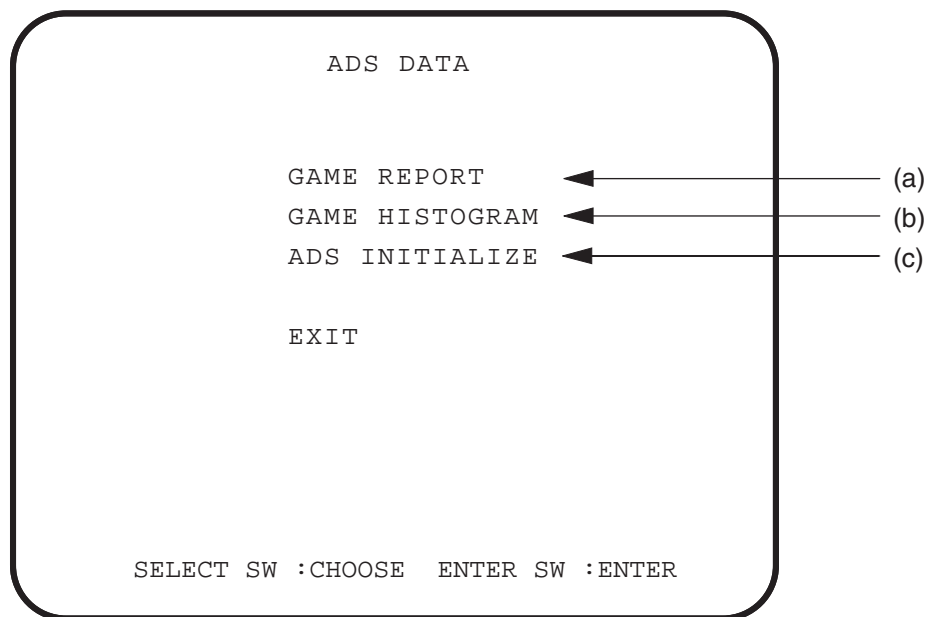 ADS DATA
GAME REPORT (a)
GAME HISTOGRAM (b)
ADS INITIALIZE (c)
EXIT
SELECT SW :CHOOSE ENTER SW :ENTER